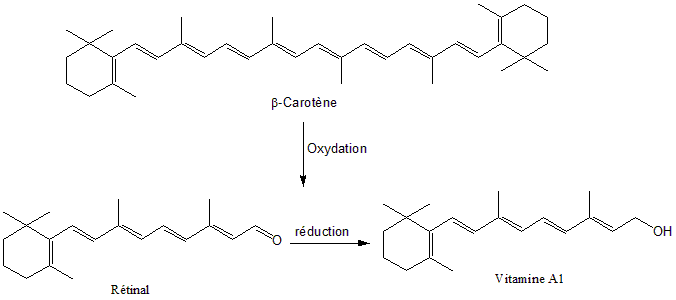 β-Carotène
Oxydation
O
réduction
OH
Rétinal
Vitamine A1